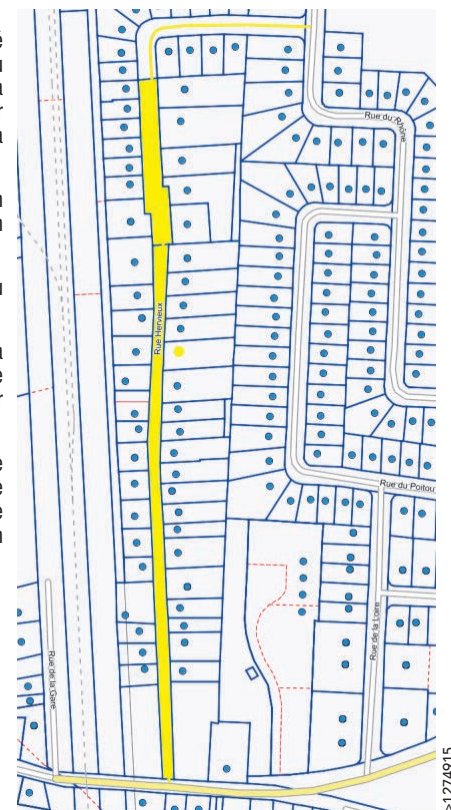 Rue du Rhône
Rue Hervieux
Rue du Poitou
Rue de la Loire
Rue de la Gare
>1274915